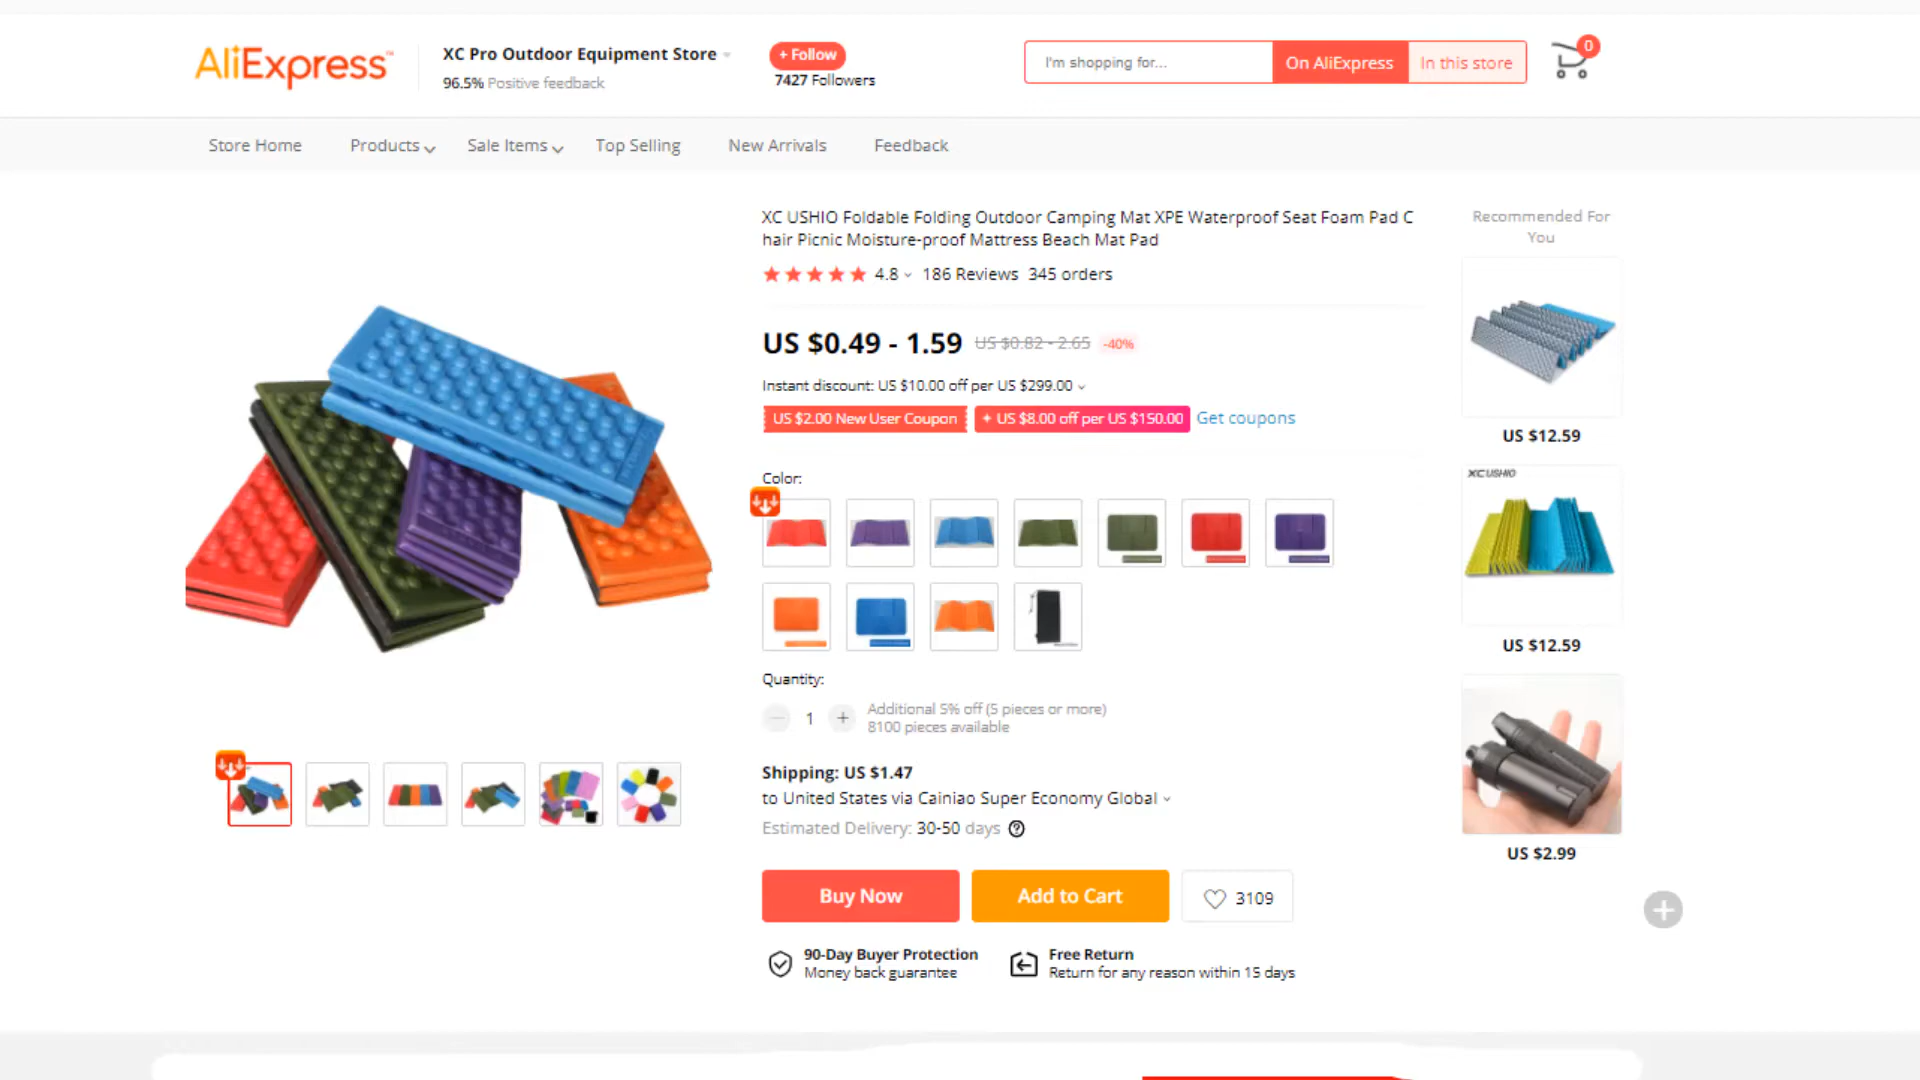 AliExpress™
XC Pro Outdoor Equipment Store
96.5% Positive feedback
+ Follow
7427 Followers
I'm shopping for...
On AliExpress
In this store
0
Store Home
Products
Sale Items
Top Selling
New Arrivals
Feedback
XC USHIO Foldable Folding Outdoor Camping Mat XPE Waterproof Seat Foam Pad C
hair Picnic Moisture-proof Mattress Beach Mat Pad
4.8
186 Reviews
345 orders
US $0.49 - 1.59
US $0.82 - 2.65
-40%
Instant discount: US $10.00 off per US $299.00
US $2.00 New User Coupon
+ US $8.00 off per US $150.00
Get coupons
Color:
Quantity:
1
Additional 5% off (5 pieces or more)
8100 pieces available
Shipping: US $1.47
to United States via Cainiao Super Economy Global
Estimated Delivery: 30-50 days
Buy Now
Add to Cart
3109
90-Day Buyer Protection
Money back guarantee
Free Return
Return for any reason within 15 days
Recommended For
You
US $12.59
XCUSHIO
US $12.59
US $2.99